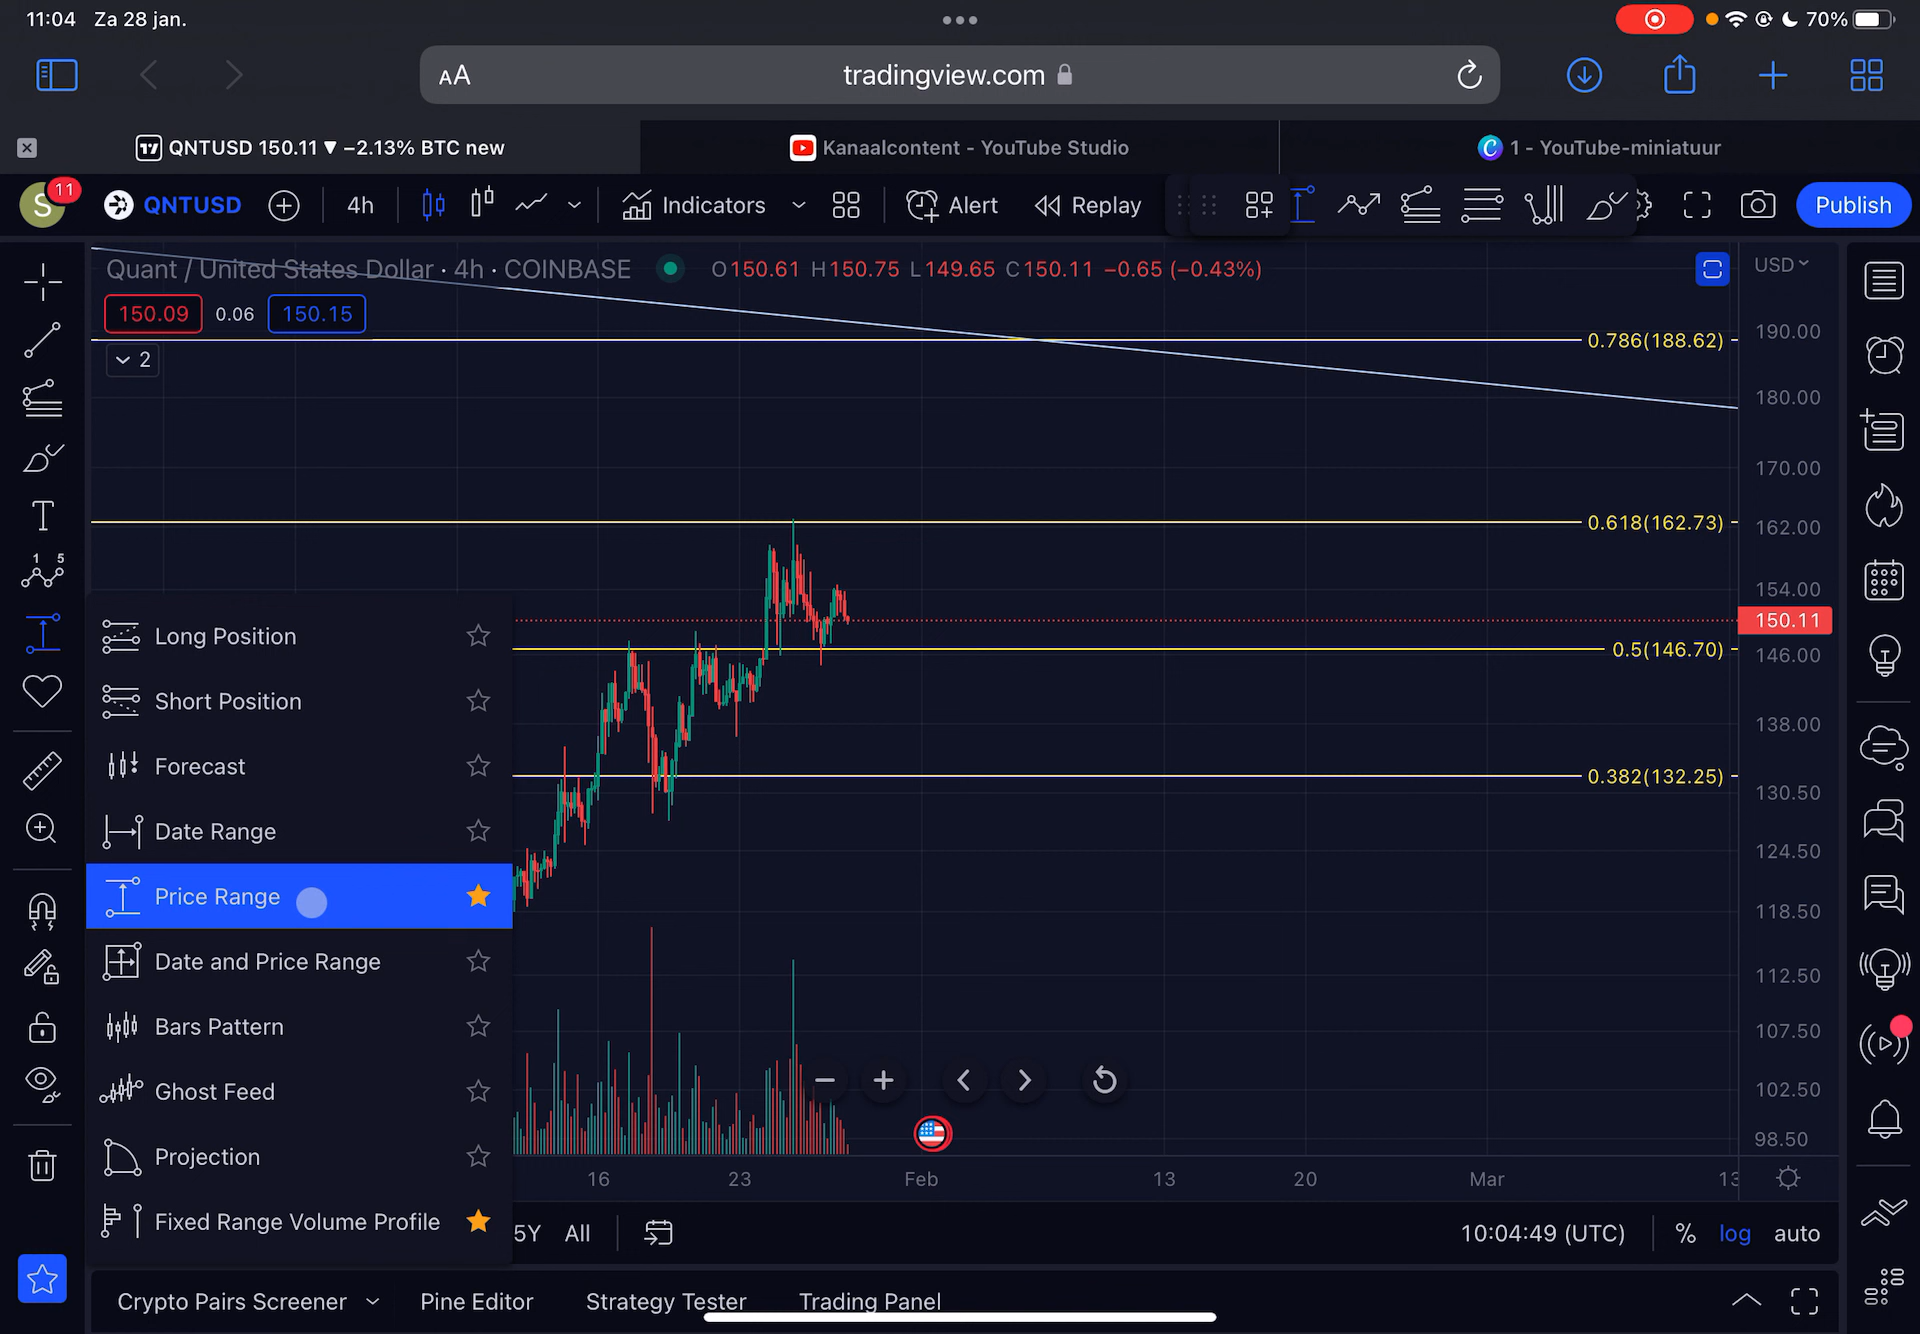 11:04 Za 28 jan.
70%
AA tradingview.com
QNTUSD 150.11 ▼ −2.13% BTC new
Kanaalcontent - YouTube Studio
1 - YouTube-miniatuur
S 11 QNTUSD 4h Indicators Alert Replay Publish
Quant / United States Dollar · 4h · COINBASE O150.61 H150.75 L149.65 C150.11 −0.65 (−0.43%)
USD
150.09 0.06 150.15
2
190.00
0.786(188.62)
180.00
170.00
0.618(162.73)
162.00
154.00
150.11
0.5(146.70)
146.00
138.00
0.382(132.25)
130.50
124.50
118.50
112.50
107.50
102.50
98.50
T
1 5
Long Position
Short Position
Forecast
Date Range
Price Range
Date and Price Range
Bars Pattern
Ghost Feed
Projection
Fixed Range Volume Profile
16 23 Feb 13 20 Mar 13
5Y All 10:04:49 (UTC) % log auto
Crypto Pairs Screener Pine Editor Strategy Tester Trading Panel